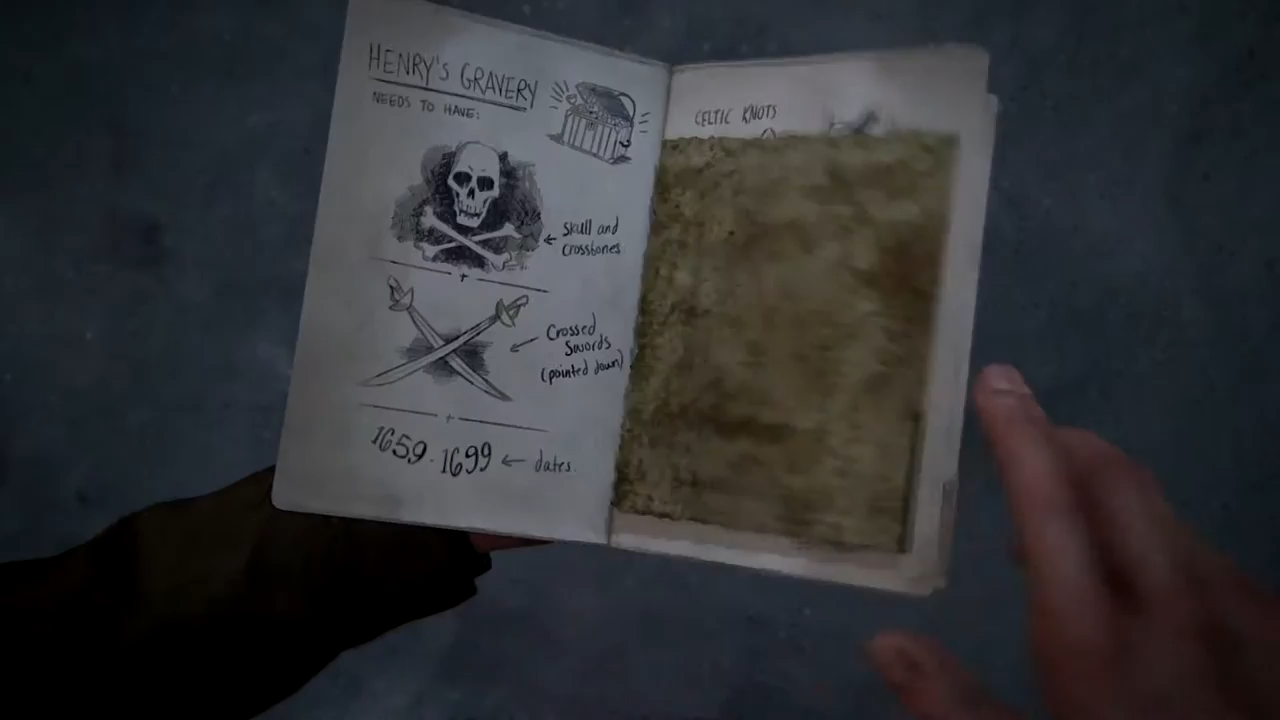 HENRY'S GRAVERY
NEEDS TO HAVE:
Skull and
crossbones
Crossed
Swords
(pointed down)
1659-1699
dates.
CELTIC KNOTS